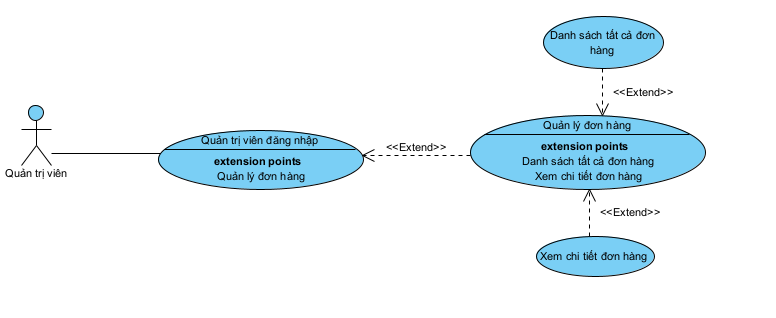 Danh sách tất cả đơn
hàng
<<Extend>>
Quản lý đơn hàng
extension points
Danh sách tất cả đơn hàng
Xem chi tiết đơn hàng
<<Extend>>
Quản trị viên đăng nhập
extension points
Quản lý đơn hàng
Quản trị viên
<<Extend>>
Xem chi tiết đơn hàng